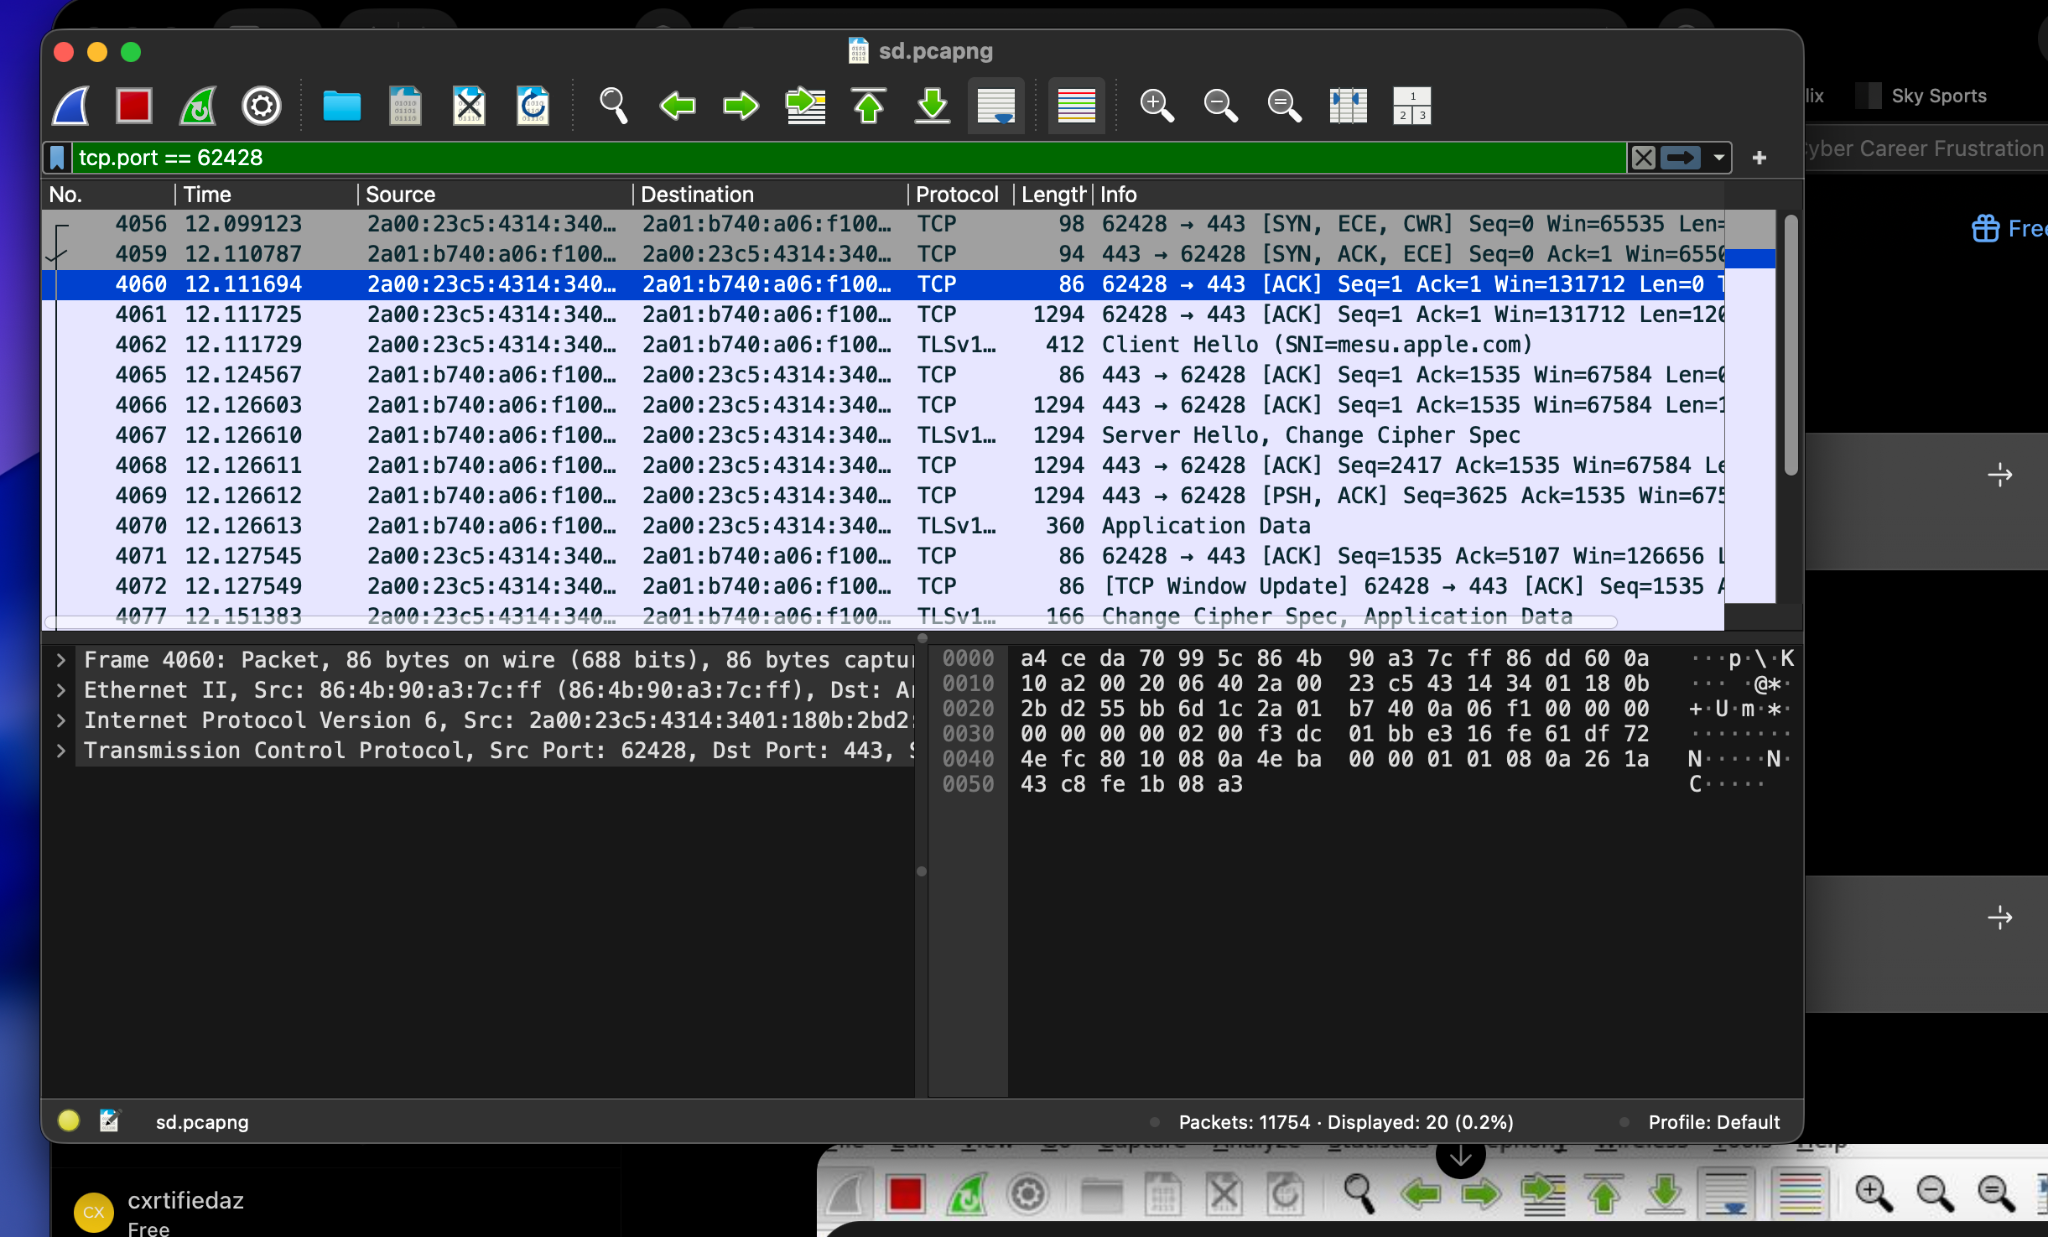 sd.pcapng
lix
Sky Sports
tcp.port == 62428
yber Career Frustration
No. Time Source Destination Protocol Length Info
4056 12.099123 2a00:23c5:4314:340… 2a01:b740:a06:f100… TCP 98 62428 → 443 [SYN, ECE, CWR] Seq=0 Win=65535 Len=
4059 12.110787 2a00:23c5:4314:340… 2a01:b740:a06:f100… TCP 94 443 → 62428 [SYN, ACK, ECE] Seq=0 Ack=1 Win=6550
4060 12.111694 2a00:23c5:4314:340… 2a01:b740:a06:f100… TCP 86 62428 → 443 [ACK] Seq=1 Ack=1 Win=131712 Len=0 T
4061 12.111725 2a00:23c5:4314:340… 2a01:b740:a06:f100… TCP 1294 62428 → 443 [ACK] Seq=1 Ack=1 Win=131712 Len=120
4062 12.111729 2a00:23c5:4314:340… 2a01:b740:a06:f100… TLSv1… 412 Client Hello (SNI=mesu.apple.com)
4065 12.124567 2a01:b740:a06:f100… 2a00:23c5:4314:340… TCP 86 443 → 62428 [ACK] Seq=1 Ack=1535 Win=67584 Len=0
4066 12.126603 2a01:b740:a06:f100… 2a00:23c5:4314:340… TCP 1294 443 → 62428 [ACK] Seq=1 Ack=1535 Win=67584 Len=1
4067 12.126610 2a01:b740:a06:f100… 2a00:23c5:4314:340… TLSv1… 1294 Server Hello, Change Cipher Spec
4068 12.126611 2a01:b740:a06:f100… 2a00:23c5:4314:340… TCP 1294 443 → 62428 [ACK] Seq=2417 Ack=1535 Win=67584 Le
4069 12.126612 2a01:b740:a06:f100… 2a00:23c5:4314:340… TCP 1294 443 → 62428 [PSH, ACK] Seq=3625 Ack=1535 Win=675
4070 12.126613 2a01:b740:a06:f100… 2a00:23c5:4314:340… TLSv1… 360 Application Data
4071 12.127545 2a00:23c5:4314:340… 2a01:b740:a06:f100… TCP 86 62428 → 443 [ACK] Seq=1535 Ack=5107 Win=126656 L
4072 12.127549 2a00:23c5:4314:340… 2a01:b740:a06:f100… TCP 86 [TCP Window Update] 62428 → 443 [ACK] Seq=1535 A
4077 12.151383 2a00:23c5:4314:340… 2a01:b740:a06:f100… TLSv1… 166 Change Cipher Spec, Application Data
Free
Frame 4060: Packet, 86 bytes on wire (688 bits), 86 bytes captur
Ethernet II, Src: 86:4b:90:a3:7c:ff (86:4b:90:a3:7c:ff), Dst: Ar
Internet Protocol Version 6, Src: 2a00:23c5:4314:3401:180b:2bd2:
Transmission Control Protocol, Src Port: 62428, Dst Port: 443, S
0000 a4 ce da 70 99 5c 86 4b 90 a3 7c ff 86 dd 60 0a ···p·\·K
0010 10 a2 00 20 06 40 2a 00 23 c5 43 14 34 01 18 0b ··· ·@*·
0020 2b d2 55 bb 6d 1c 2a 01 b7 40 0a 06 f1 00 00 00 +·U·m·*·
0030 00 00 00 00 02 00 f3 dc 01 bb e3 16 fe 61 df 72 ········
0040 4e fc 80 10 08 0a 4e ba 00 00 01 01 08 0a 26 1a N·····N·
0050 43 c8 fe 1b 08 a3 C·····
sd.pcapng
Packets: 11754 · Displayed: 20 (0.2%)
Profile: Default
CX
cxrtifiedaz
Free